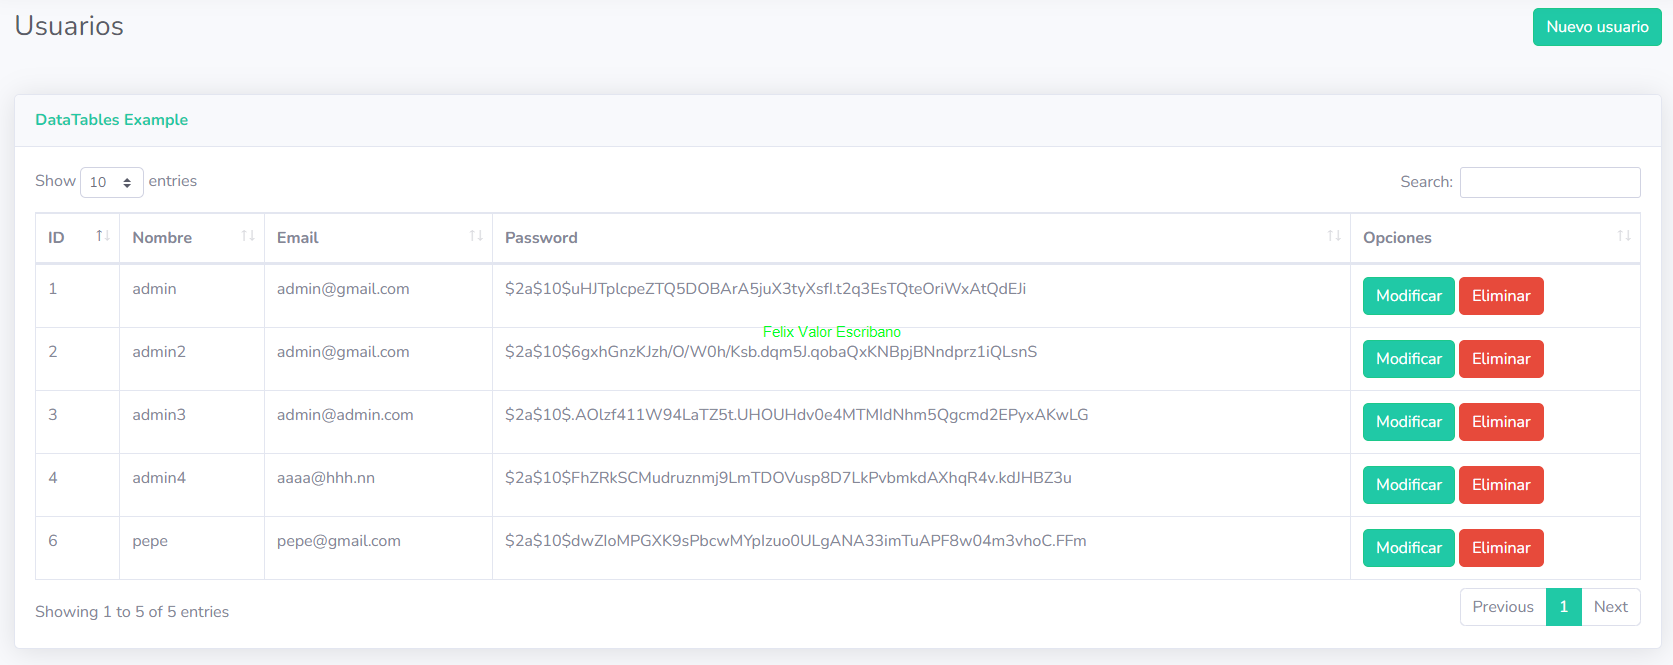 Usuarios
Nuevo usuario
DataTables Example
Show 10 entries
Search:
ID Nombre Email Password Opciones
1 admin admin@gmail.com $2a$10$uHJTplcpeZTQ5DOBArA5juX3tyXsfI.t2q3EsTQteOriWxAtQdEJi Modificar Eliminar
Felix Valor Escribano
2 admin2 admin@gmail.com $2a$10$6gxhGnzKJzh/O/W0h/Ksb.dqm5J.qobaQxKNBpjBNndprz1iQLsnS Modificar Eliminar
3 admin3 admin@admin.com $2a$10$.AOlzf411W94LaTZ5t.UHOUHdv0e4MTMIdNhm5Qgcmd2EPyxAKwLG Modificar Eliminar
4 admin4 aaaa@hhh.nn $2a$10$FhZRkSCMudruznmj9LmTDOVusp8D7LkPvbmkdAXhqR4v.kdJHBZ3u Modificar Eliminar
6 pepe pepe@gmail.com $2a$10$dwZIoMPGXK9sPbcwMYpIzuo0ULgANA33imTuAPF8w04m3vhoC.FFm Modificar Eliminar
Showing 1 to 5 of 5 entries
Previous 1 Next